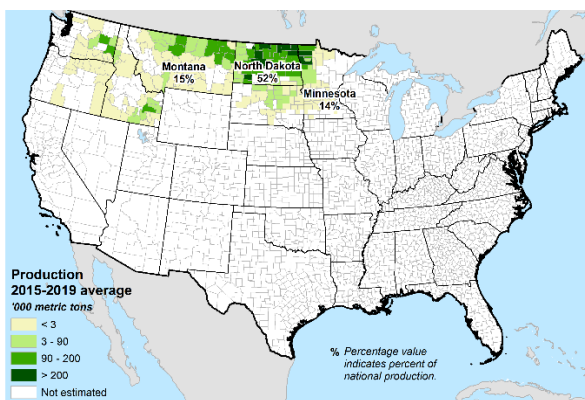 Montana
15%
North Dakota
52%
Minnesota
14%
Production
2015-2019 average
'000 metric tons
< 3
3 - 90
90 - 200
> 200
Not estimated
% Percentage value
indicates percent of
national production.